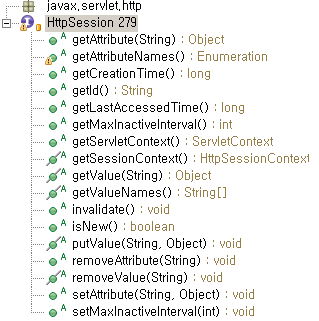 javax.servlet.http
HttpSession 279
getAttribute(String) : Object
getAttributeNames() : Enumeration
getCreationTime() : long
getId() : String
getLastAccessedTime() : long
getMaxInactiveInterval() : int
getServletContext() : ServletContext
getSessionContext() : HttpSessionContext
getValue(String) : Object
getValueNames() : String[]
invalidate() : void
isNew() : boolean
putValue(String, Object) : void
removeAttribute(String) : void
removeValue(String) : void
setAttribute(String, Object) : void
setMaxInactiveInterval(int) : void